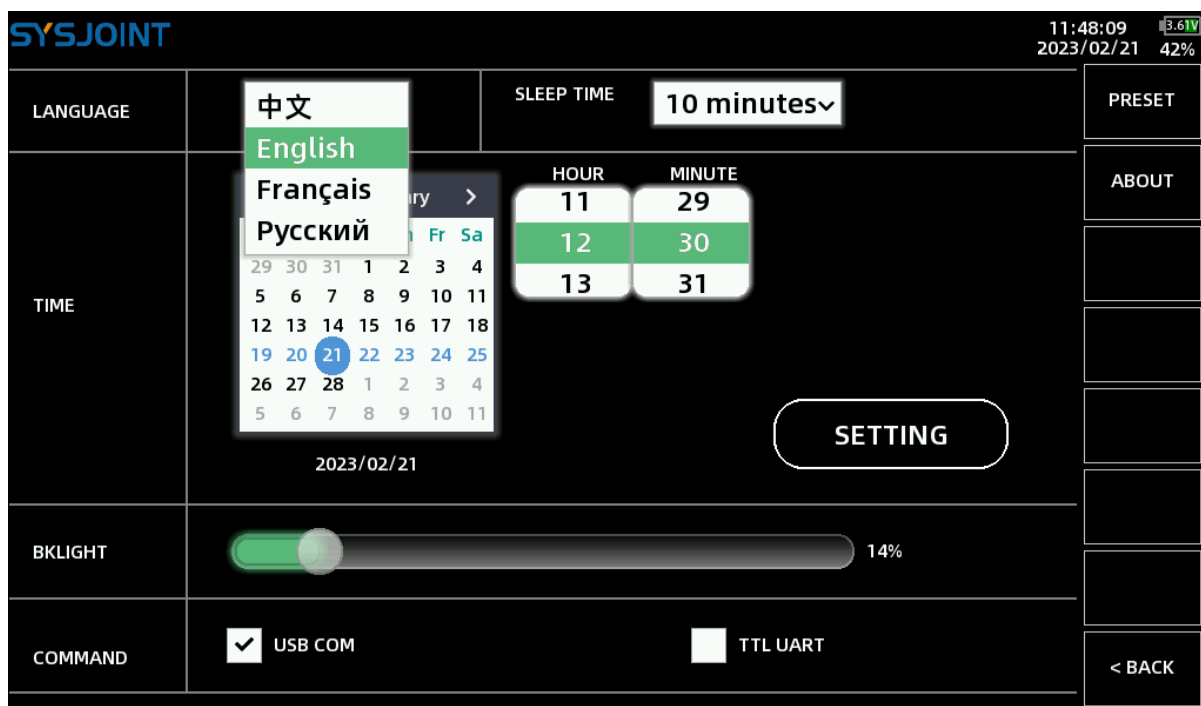 SYSJOINT
11:48:09 3.61V
2023/02/21 42%
LANGUAGE
中文
English
Français
Русский
SLEEP TIME
10 minutes
PRESET
ABOUT
TIME
Fr Sa
29 30 31 1 2 3 4
5 6 7 8 9 10 11
12 13 14 15 16 17 18
19 20 21 22 23 24 25
26 27 28 1 2 3 4
5 6 7 8 9 10 11
2023/02/21
HOUR MINUTE
11 29
12 30
13 31
SETTING
BKLIGHT
14%
COMMAND
USB COM
TTL UART
< BACK